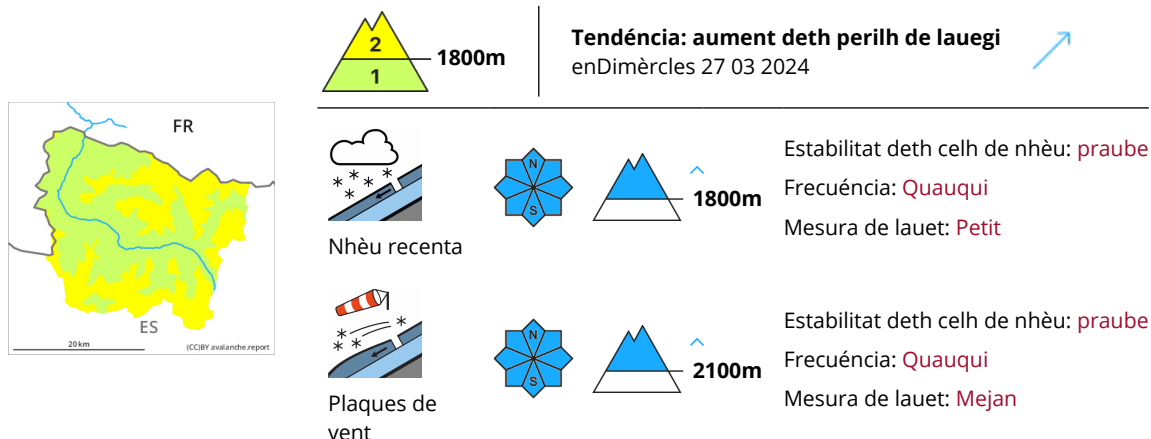 2
1
1800m
Tendéncia: aument deth perilh de lauegi
enDimèrcles 27 03 2024
FR
ES
20 km
(CC)BY avalanche.report
N
S
1800m
Nhèu recenta
Estabilitat deth celh de nhèu: praube
Frecuéncia: Quauqui
Mesura de lauet: Petit
N
S
2100m
Plaques de
vent
Estabilitat deth celh de nhèu: praube
Frecuéncia: Quauqui
Mesura de lauet: Mejan